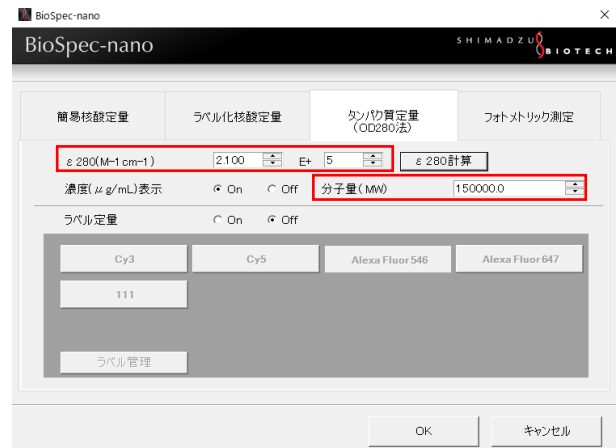 BioSpec-nano
BioSpec-nano
SHIMADZU
BIOTECH
簡易核酸定量
ラベル化核酸定量
タンパク質定量
(OD280法)
フォトメトリック測定
ε 280(M-1 cm-1)
2.100 E+ 5 ε 280計算
濃度(μg/mL)表示 On Off 分子量(MW) 150000.0
ラベル定量 On Off
Cy3 Cy5 Alexa Fluor 546 Alexa Fluor 647
111
ラベル管理
OK キャンセル